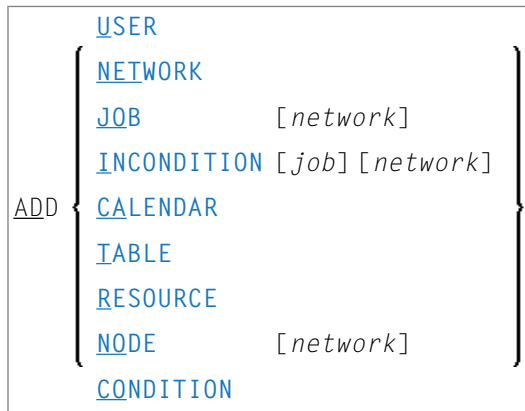 USER
NETWORK
JOB [network]
INCONDITION [job] [network]
ADD { CALENDAR }
TABLE
RESOURCE
NODE [network]
CONDITION